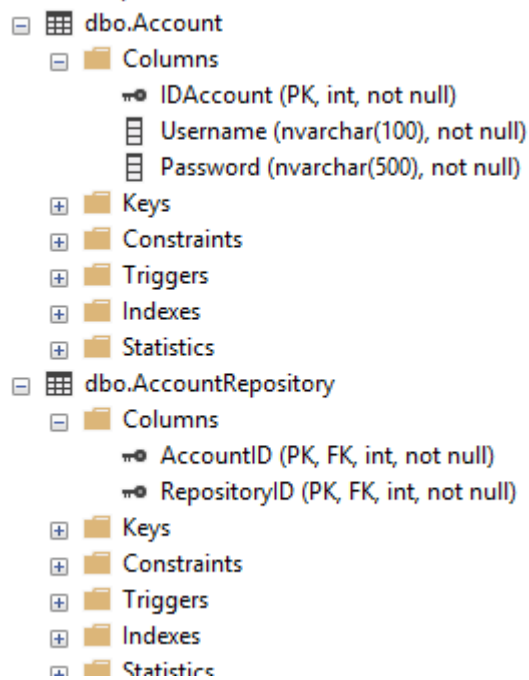 dbo.Account
Columns
IDAccount (PK, int, not null)
Username (nvarchar(100), not null)
Password (nvarchar(500), not null)
Keys
Constraints
Triggers
Indexes
Statistics
dbo.AccountRepository
Columns
AccountID (PK, FK, int, not null)
RepositoryID (PK, FK, int, not null)
Keys
Constraints
Triggers
Indexes
Statistics